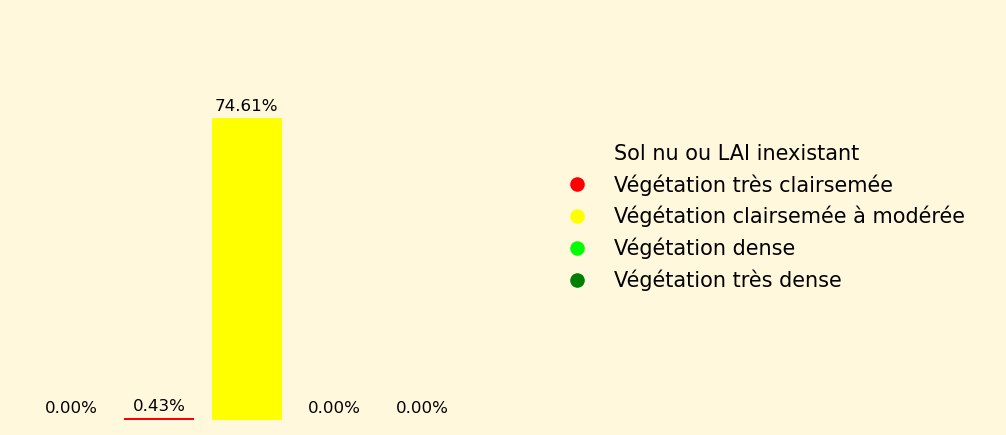 74.61%
0.00%
0.43%
0.00%
0.00%
Sol nu ou LAI inexistant
Végétation très clairsemée
Végétation clairsemée à modérée
Végétation dense
Végétation très dense